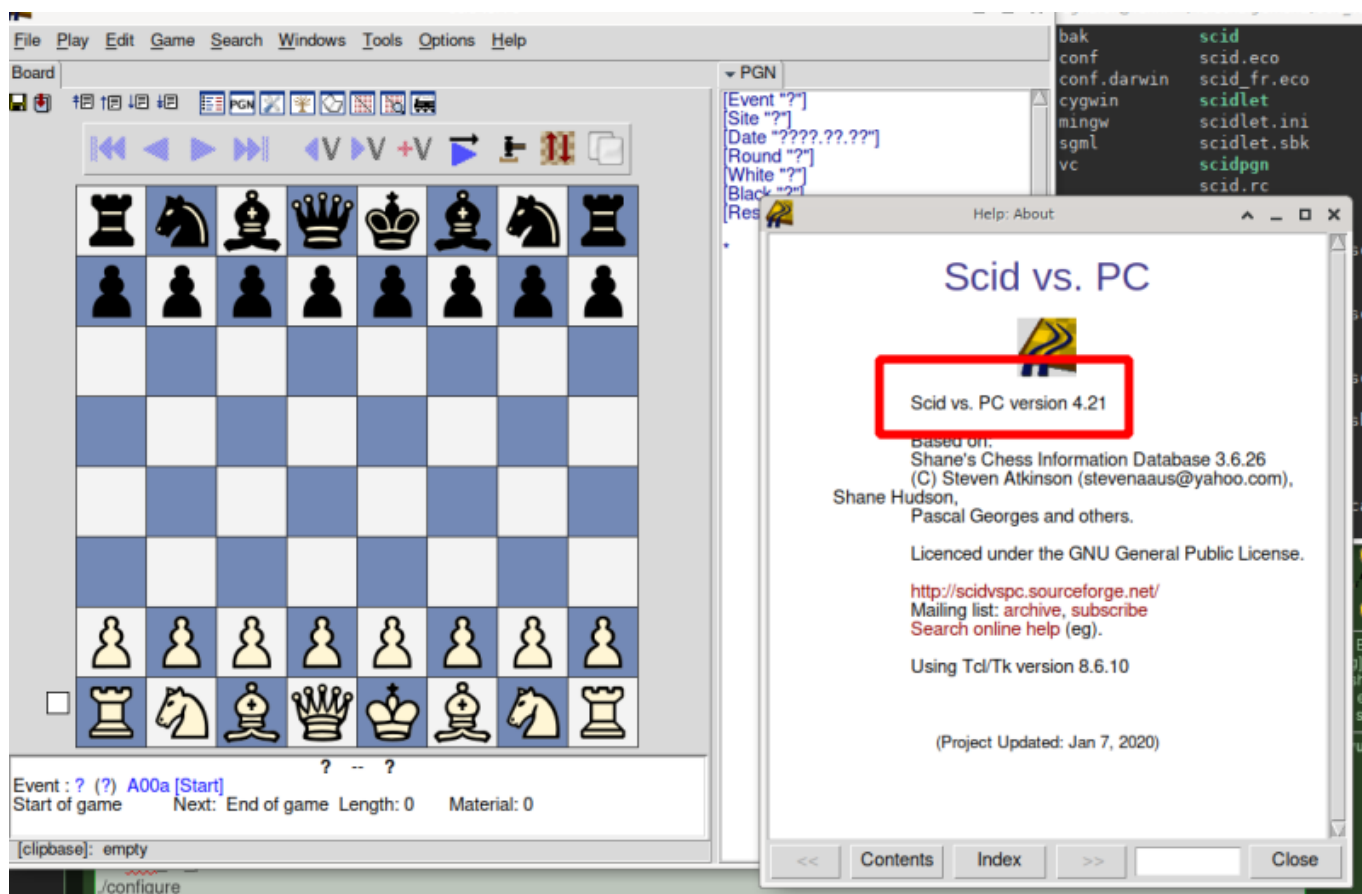 File Play Edit Game Search Windows Tools Options Help
Board
PGN
V V +V
PGN
[Event "?"]
[Site "?"]
[Date "????.??.??"]
[Round "?"]
[White "?"]
[Black "?"]
[Res
*
? -- ?
Event : ? (?) A00a [Start]
Start of game Next: End of game Length: 0 Material: 0
[clipbase]: empty
./configure
bak scid
conf scid.eco
conf.darwin scid_fr.eco
cygwin scidlet
mingw scidlet.ini
sgml scidlet.sbk
vc scidpgn
scid.rc
Help: About
Scid vs. PC
Scid vs. PC version 4.21
Based on:
Shane's Chess Information Database 3.6.26
(C) Steven Atkinson (stevenaaus@yahoo.com),
Shane Hudson,
Pascal Georges and others.
Licenced under the GNU General Public License.
http://scidvspc.sourceforge.net/
Mailing list: archive, subscribe
Search online help (eg).
Using Tcl/Tk version 8.6.10
(Project Updated: Jan 7, 2020)
<< Contents Index >> Close